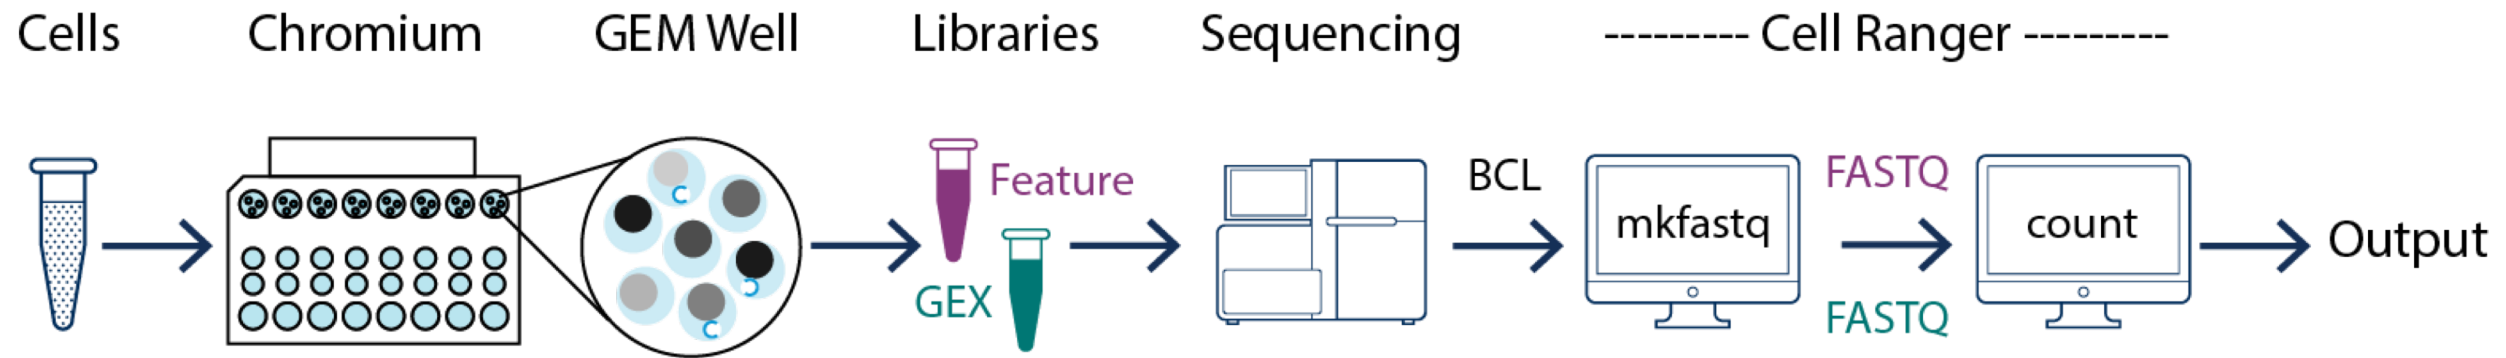 Cells
Chromium
GEM Well
Libraries
Sequencing
--------- Cell Ranger ---------
Feature
GEX
BCL
mkfastq
FASTQ
FASTQ
count
Output